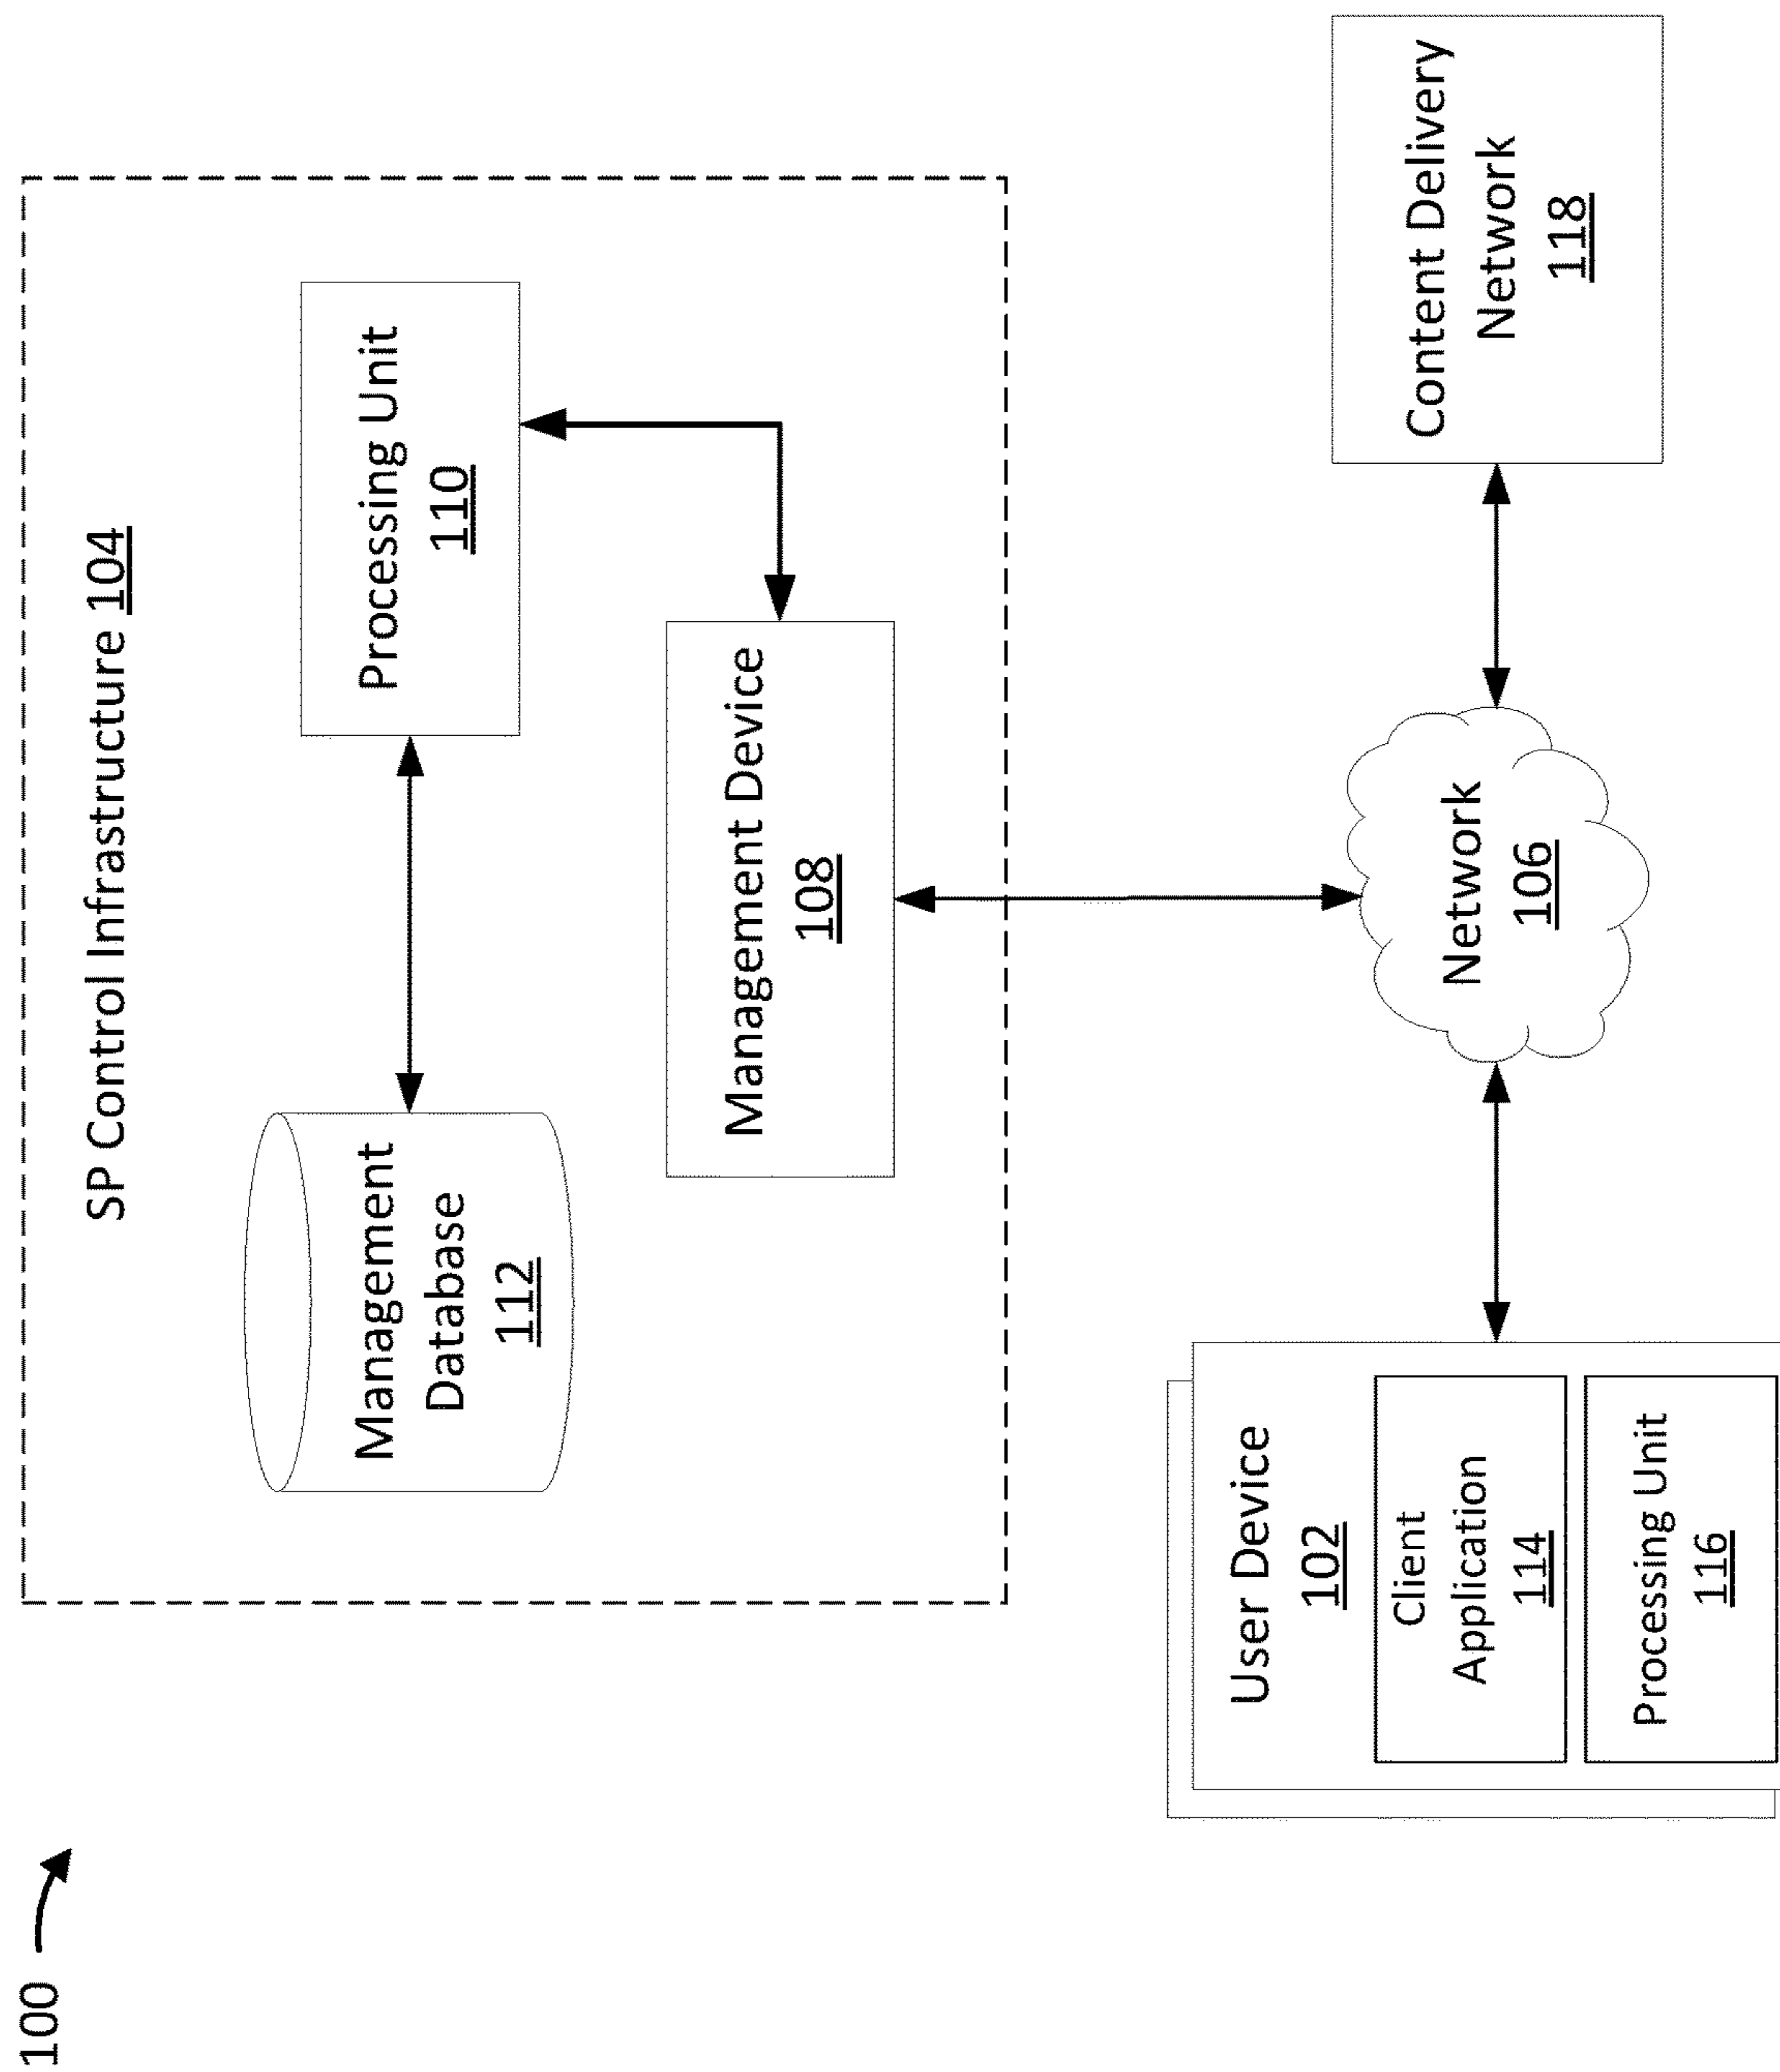 100
SP Control Infrastructure 104
Management
Database
112
Processing Unit
110
Management Device
108
User Device
102
Client
Application
114
Processing Unit
116
Network
106
Content Delivery
Network
118